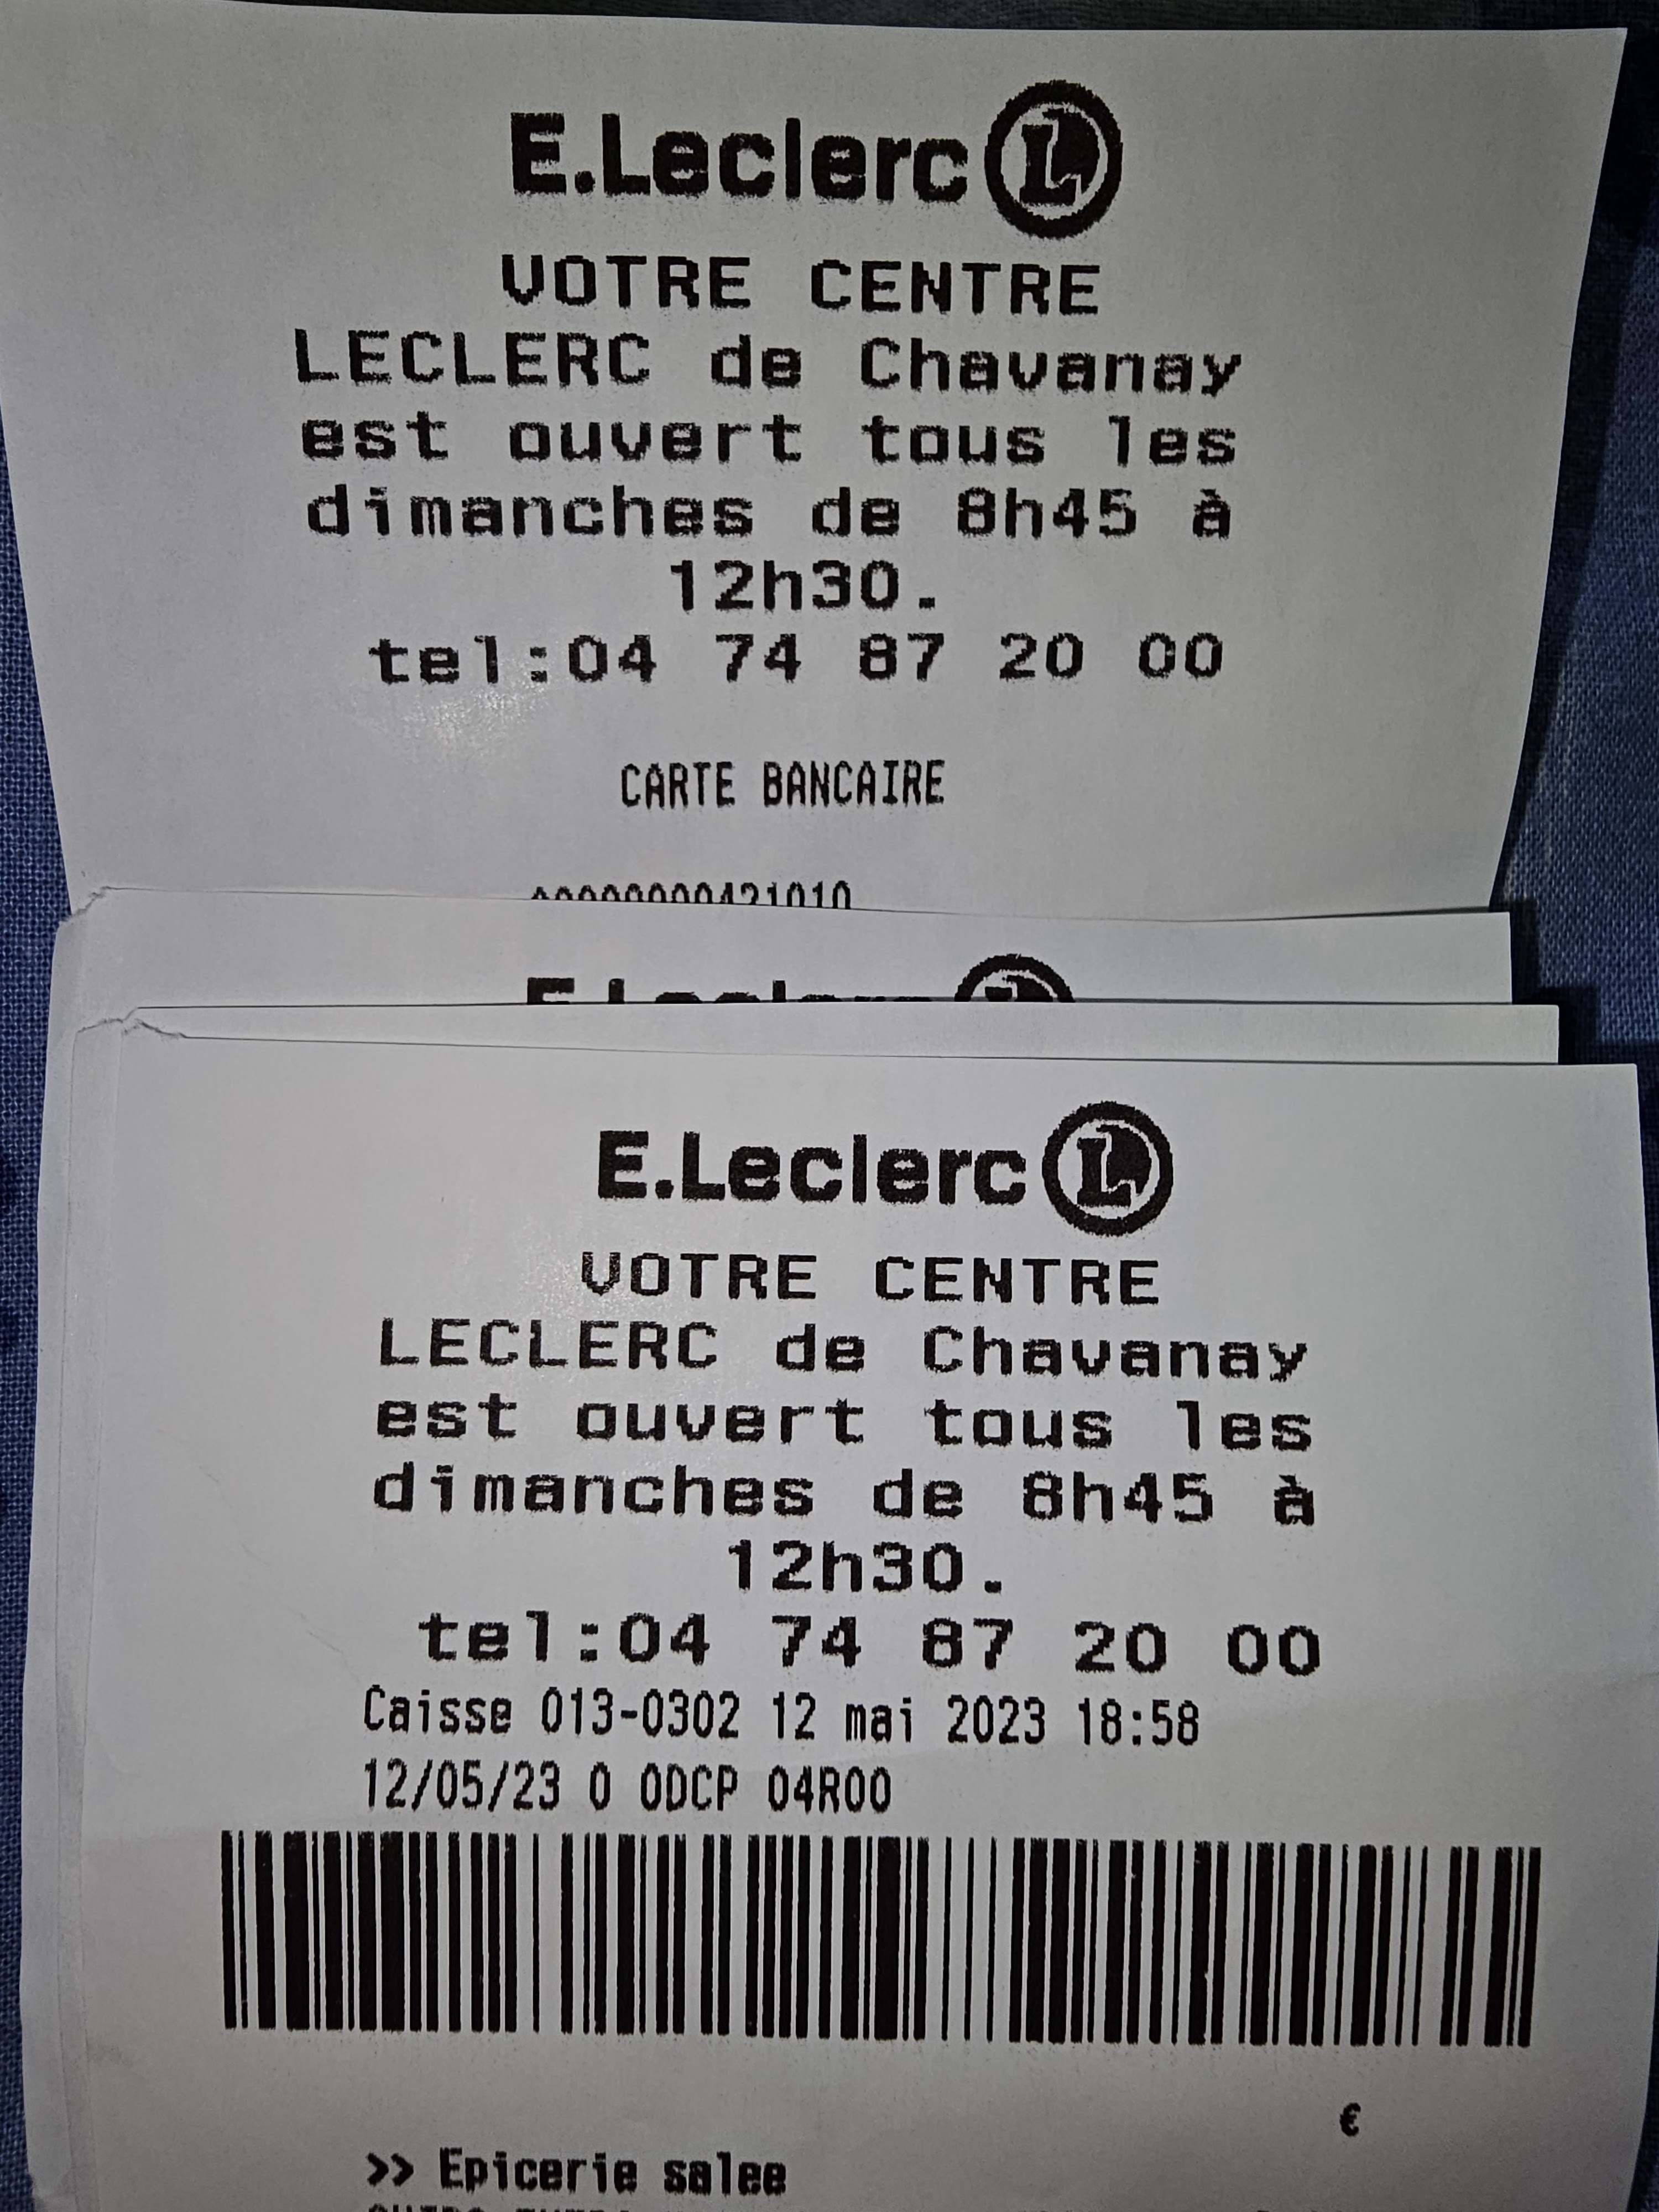 E.Leclerc L
VOTRE CENTRE
LECLERC de Chavanay
est ouvert tous les
dimanches de 8h45 à
12h30.
tel:04 74 87 20 00
CARTE BANCAIRE
E.Leclerc L
E.Leclerc L
VOTRE CENTRE
LECLERC de Chavanay
est ouvert tous les
dimanches de 8h45 à
12h30.
tel:04 74 87 20 00
Caisse 013-0302 12 mai 2023 18:58
12/05/23 0 0DCP 04R00
€
>> Epicerie salee